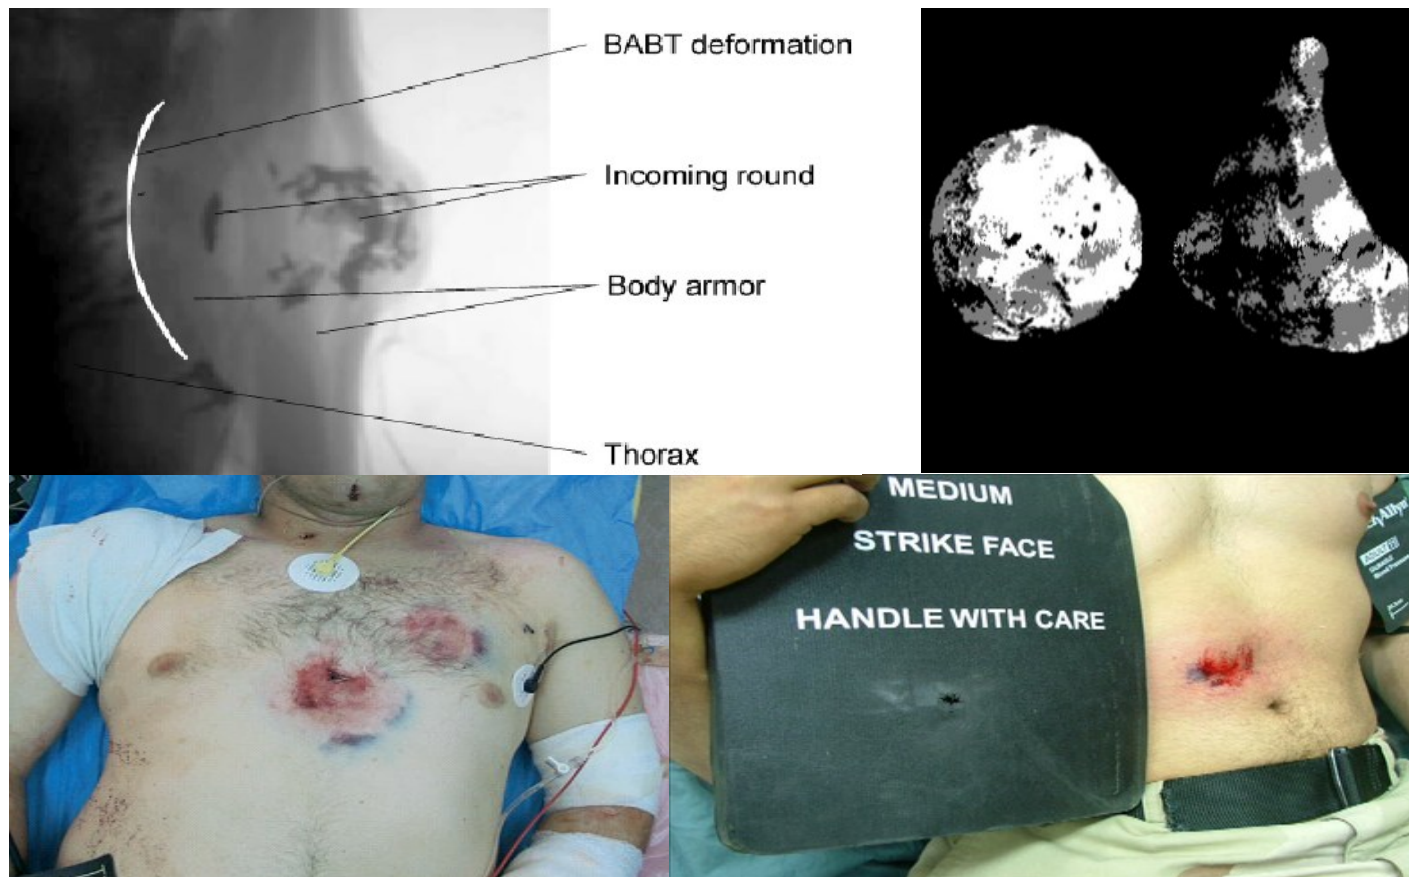 BABT deformation
Incoming round
Body armor
Thorax
MEDIUM
STRIKE FACE
HANDLE WITH CARE